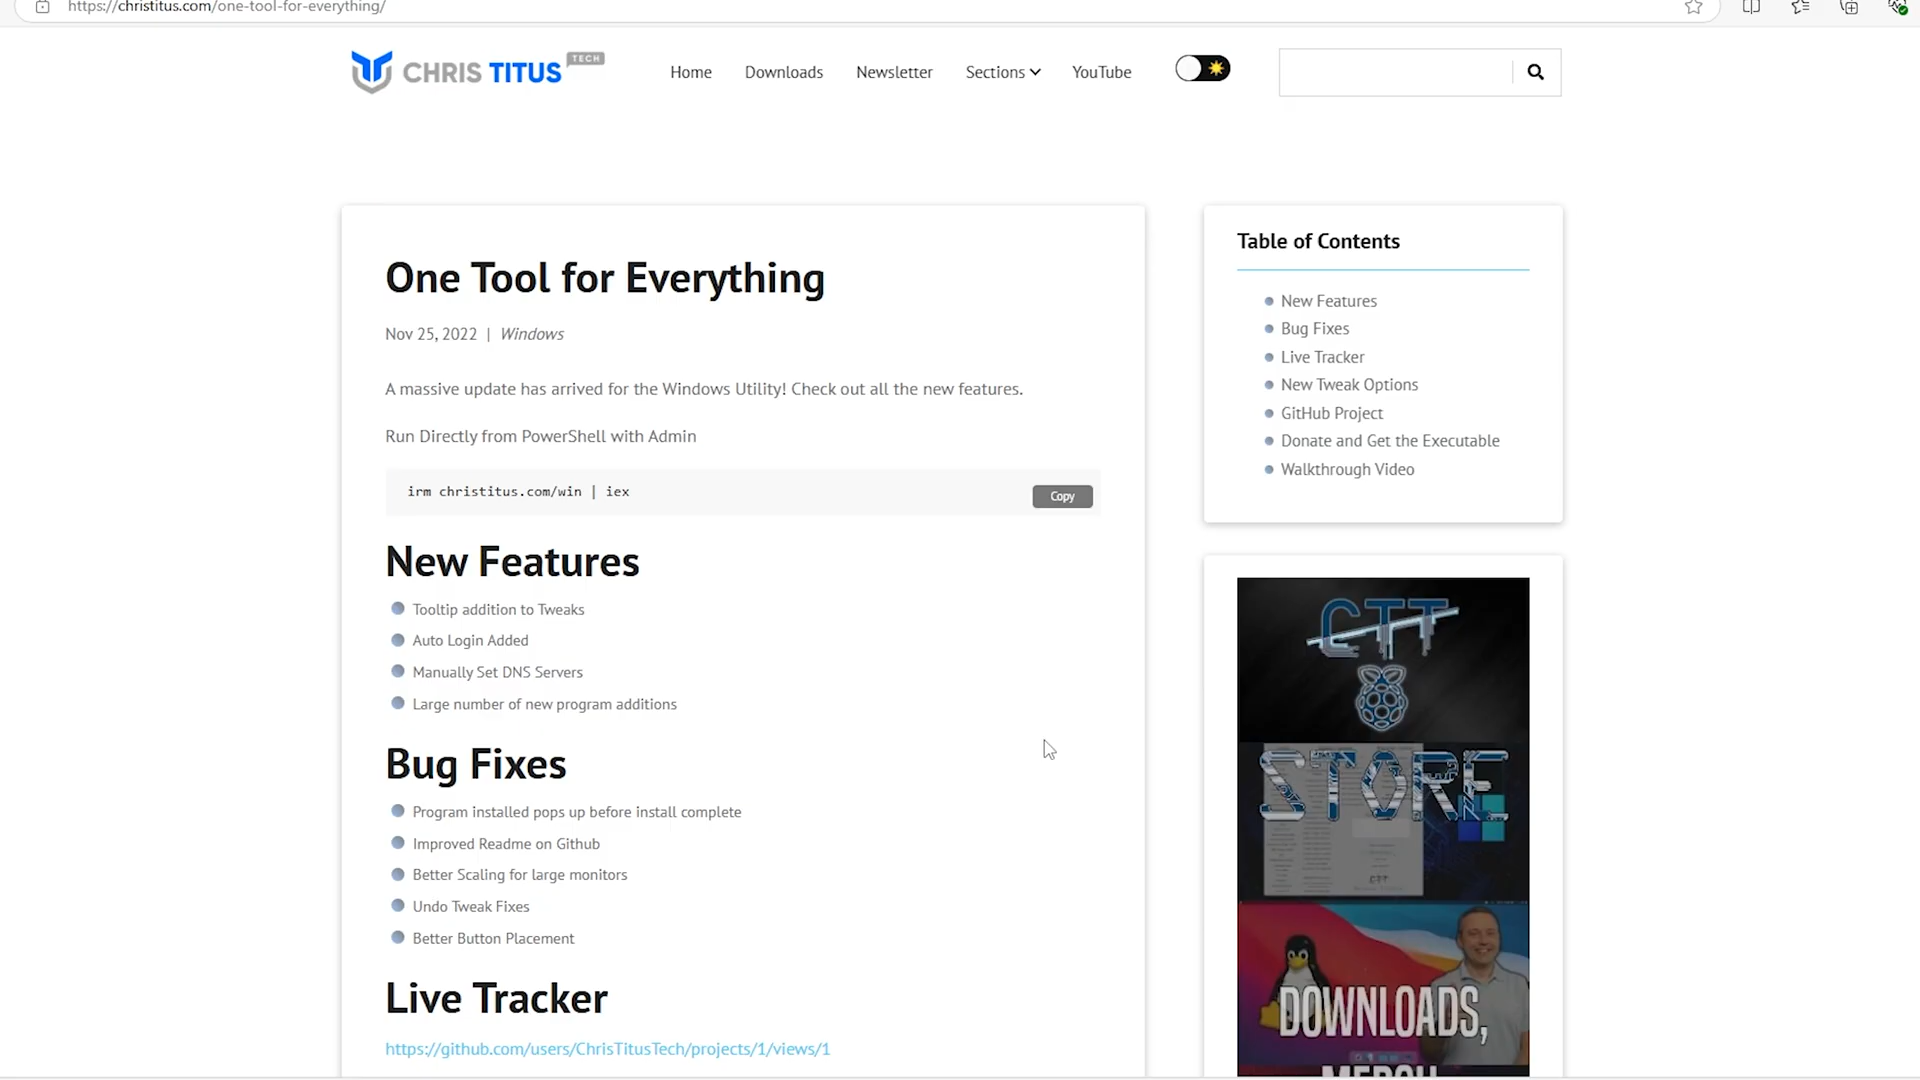 https://christitus.com/one-tool-for-everything/
CHRIS TITUS TECH
Home
Downloads
Newsletter
Sections
YouTube
One Tool for Everything
Nov 25, 2022 | Windows
A massive update has arrived for the Windows Utility! Check out all the new features.
Run Directly from PowerShell with Admin
irm christitus.com/win | iex
Copy
New Features
Tooltip addition to Tweaks
Auto Login Added
Manually Set DNS Servers
Large number of new program additions
Bug Fixes
Program installed pops up before install complete
Improved Readme on Github
Better Scaling for large monitors
Undo Tweak Fixes
Better Button Placement
Live Tracker
https://github.com/users/ChrisTitusTech/projects/1/views/1
Table of Contents
New Features
Bug Fixes
Live Tracker
New Tweak Options
GitHub Project
Donate and Get the Executable
Walkthrough Video
CTT
STORE
DOWNLOADS,
MERCH